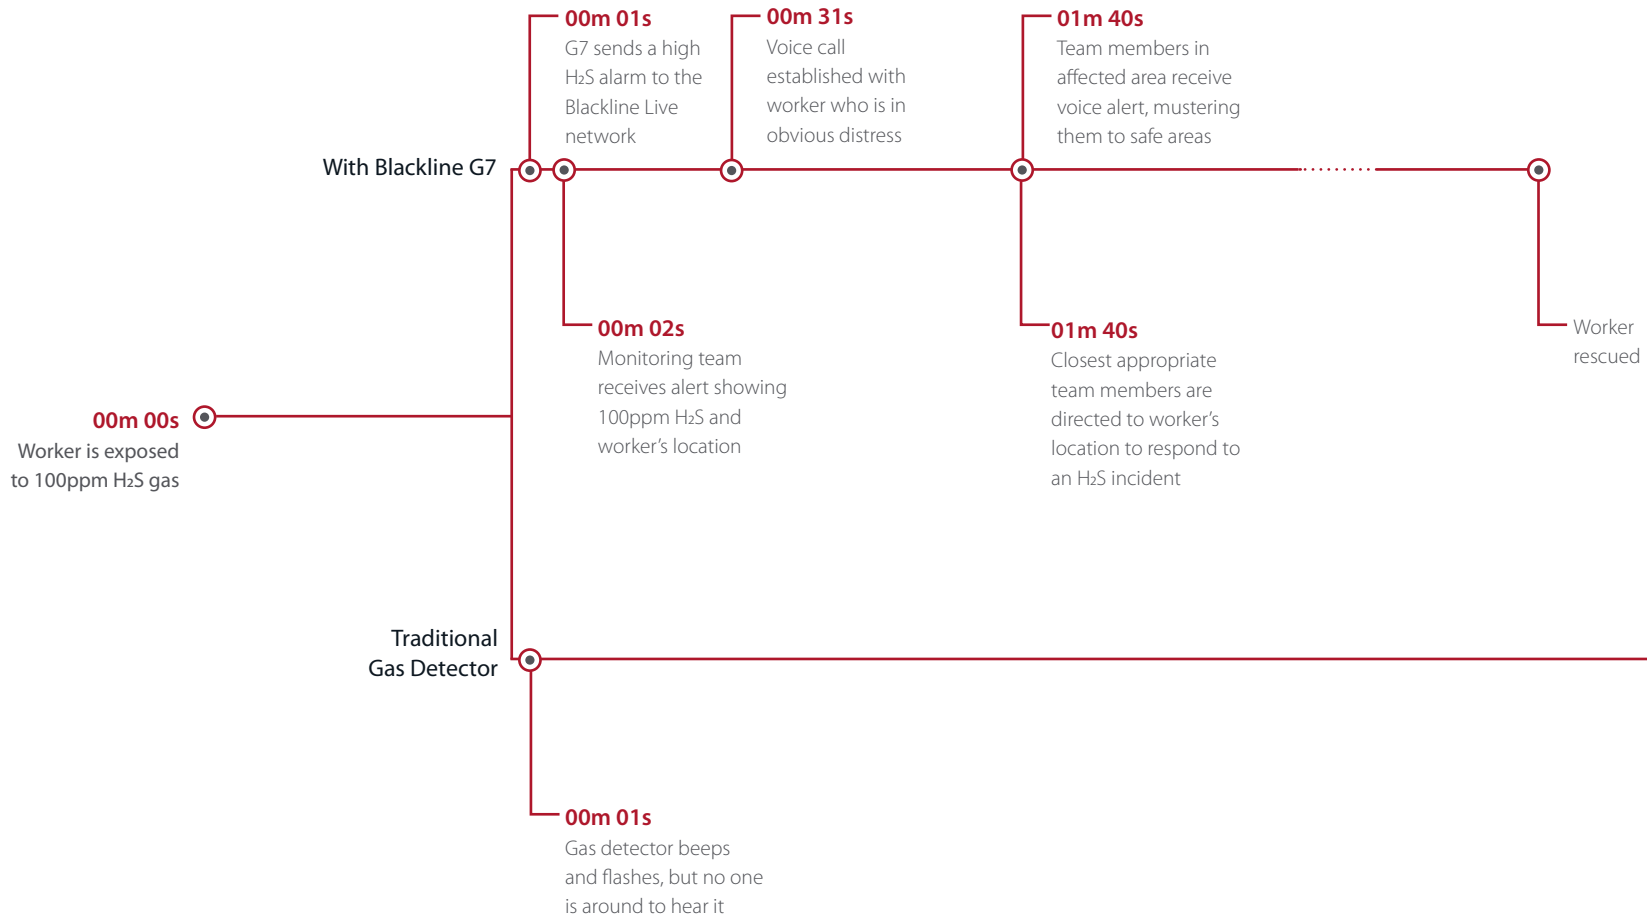 00m 01s
G7 sends a high
H₂S alarm to the
Blackline Live
network
00m 31s
Voice call
established with
worker who is in
obvious distress
01m 40s
Team members in
affected area receive
voice alert, mustering
them to safe areas
With Blackline G7
00m 02s
Monitoring team
receives alert showing
100ppm H₂S and
worker’s location
01m 40s
Closest appropriate
team members are
directed to worker’s
location to respond to
an H₂S incident
Worker
rescued
00m 00s
Worker is exposed
to 100ppm H₂S gas
Traditional
Gas Detector
00m 01s
Gas detector beeps
and flashes, but no one
is around to hear it